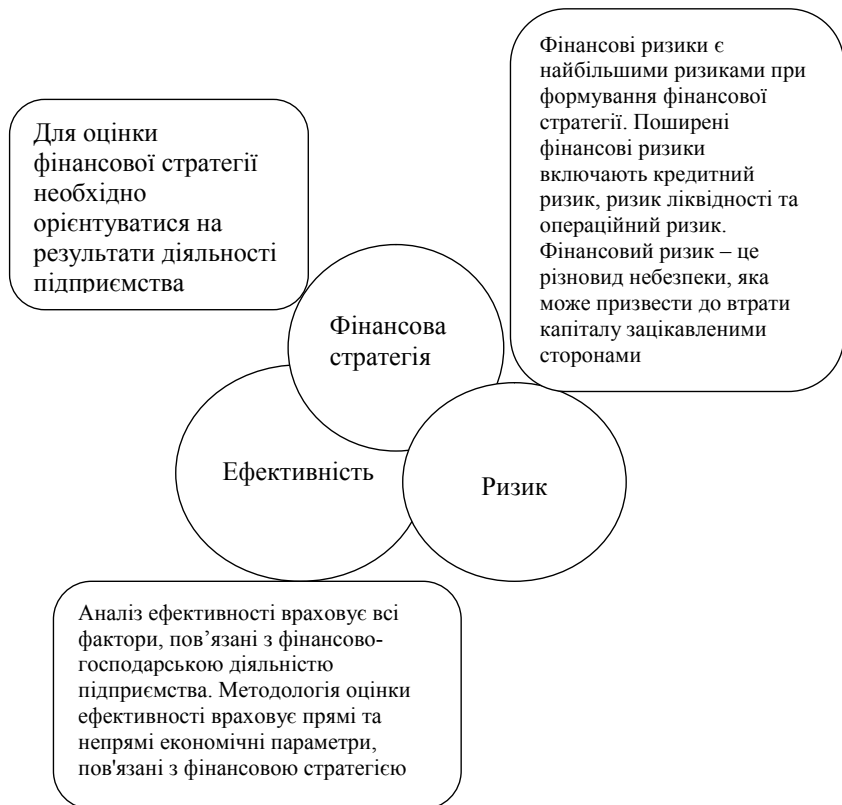 Для оцінки
фінансової стратегії
необхідно
орієнтуватися на
результати діяльності
підприємства
Фінансові ризики є
найбільшими ризиками при
формування фінансової
стратегії. Поширені
фінансові ризики
включають кредитний
ризик, ризик ліквідності та
операційний ризик.
Фінансовий ризик – це
різновид небезпеки, яка
може призвести до втрати
капіталу зацікавленими
сторонами
Фінансова
стратегія
Ефективність
Ризик
Аналіз ефективності враховує всі
фактори, пов’язані з фінансово-
господарською діяльністю
підприємства. Методологія оцінки
ефективності враховує прямі та
непрямі економічні параметри,
пов'язані з фінансовою стратегією